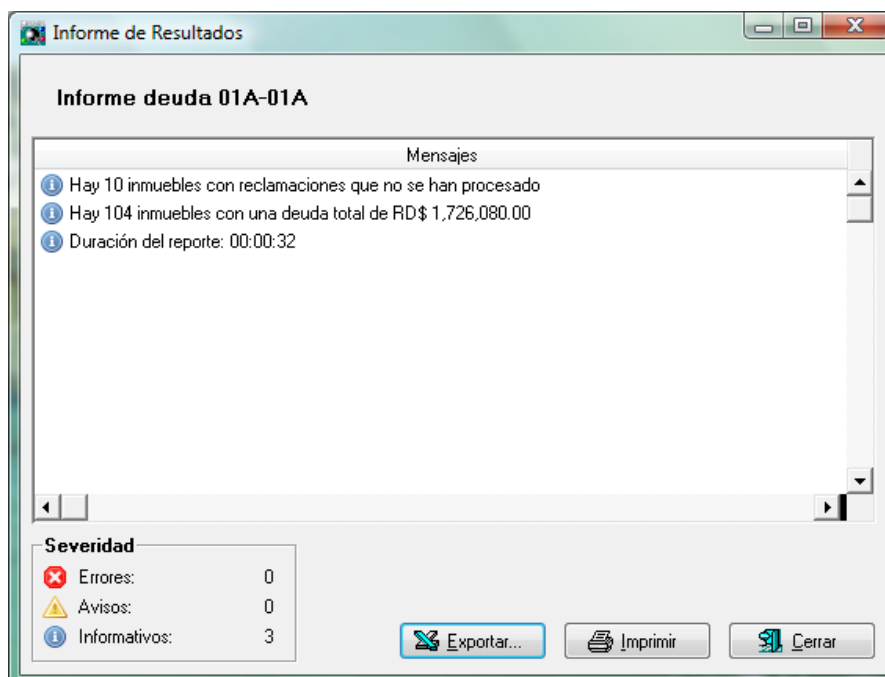 Informe de Resultados
Informe deuda 01A-01A
Mensajes
Hay 10 inmuebles con reclamaciones que no se han procesado
Hay 104 inmuebles con una deuda total de RD$ 1,726,080.00
Duración del reporte: 00:00:32
Severidad
Errores: 0
Avisos: 0
Informativos: 3
Exportar... Imprimir Cerrar